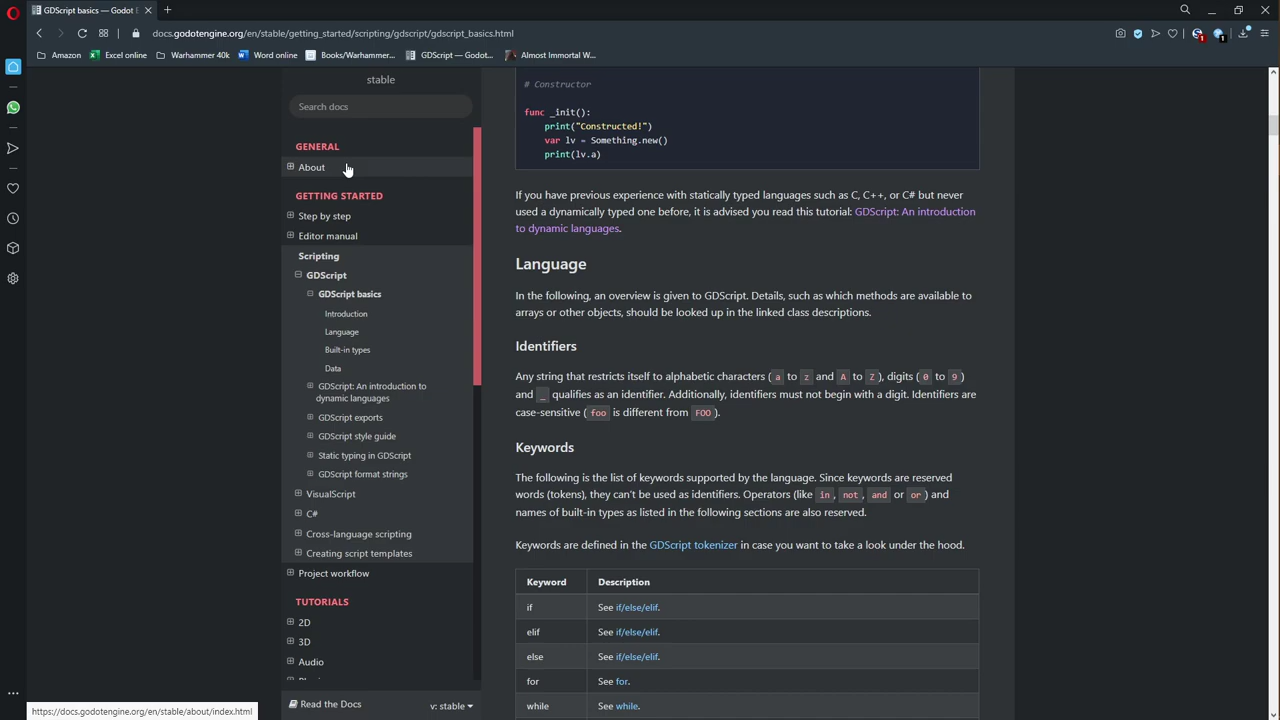 GDScript basics — Godot E
docs.godotengine.org/en/stable/getting_started/scripting/gdscript/gdscript_basics.html
Amazon
Excel online
Warhammer 40k
Word online
Books/Warhammer...
GDScript — Godot...
Almost Immortal W...
stable
Search docs
GENERAL
About
GETTING STARTED
Step by step
Editor manual
Scripting
GDScript
GDScript basics
Introduction
Language
Built-in types
Data
GDScript: An introduction to
dynamic languages
GDScript exports
GDScript style guide
Static typing in GDScript
GDScript format strings
VisualScript
C#
Cross-language scripting
Creating script templates
Project workflow
TUTORIALS
2D
3D
Audio
Read the Docs
v: stable
# Constructor
func _init():
print("Constructed!")
var lv = Something.new()
print(lv.a)
If you have previous experience with statically typed languages such as C, C++, or C# but never
used a dynamically typed one before, it is advised you read this tutorial: GDScript: An introduction
to dynamic languages.
Language
In the following, an overview is given to GDScript. Details, such as which methods are available to
arrays or other objects, should be looked up in the linked class descriptions.
Identifiers
Any string that restricts itself to alphabetic characters (a to z and A to Z), digits (0 to 9)
and _ qualifies as an identifier. Additionally, identifiers must not begin with a digit. Identifiers are
case-sensitive (foo is different from FOO).
Keywords
The following is the list of keywords supported by the language. Since keywords are reserved
words (tokens), they can't be used as identifiers. Operators (like in, not, and or or) and
names of built-in types as listed in the following sections are also reserved.
Keywords are defined in the GDScript tokenizer in case you want to take a look under the hood.
Keyword Description
if See if/else/elif.
elif See if/else/elif.
else See if/else/elif.
for See for.
while See while.
https://docs.godotengine.org/en/stable/about/index.html